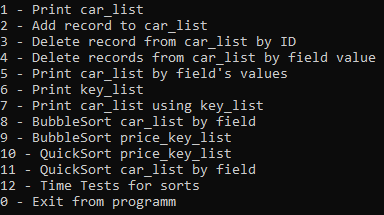 1 - Print car_list
2 - Add record to car_list
3 - Delete record from car_list by ID
4 - Delete records from car_list by field value
5 - Print car_list by field's values
6 - Print key_list
7 - Print car_list using key_list
8 - BubbleSort car_list by field
9 - BubbleSort price_key_list
10 - QuickSort price_key_list
11 - QuickSort car_list by field
12 - Time Tests for sorts
0 - Exit from programm